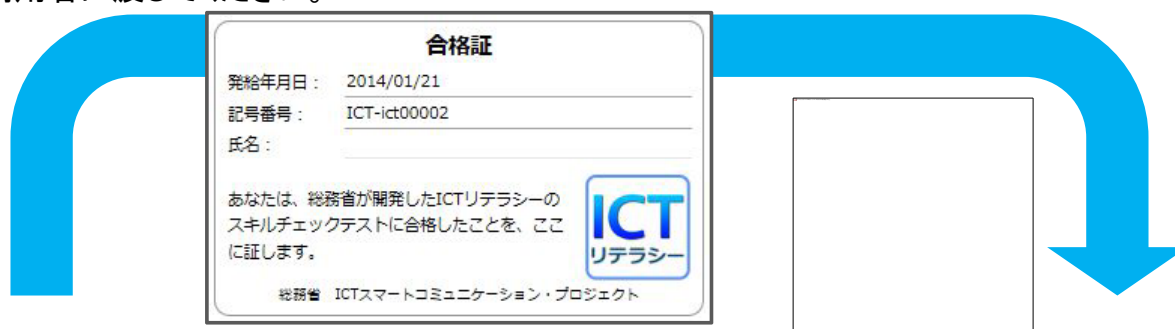 合格証
発給年月日： 2014/01/21
記号番号： ICT-ict00002
氏名：
あなたは、総務省が開発したICTリテラシーの
スキルチェックテストに合格したことを、ここ
に証します。
ICT
リテラシー
総務省 ICTスマートコミュニケーション・プロジェクト